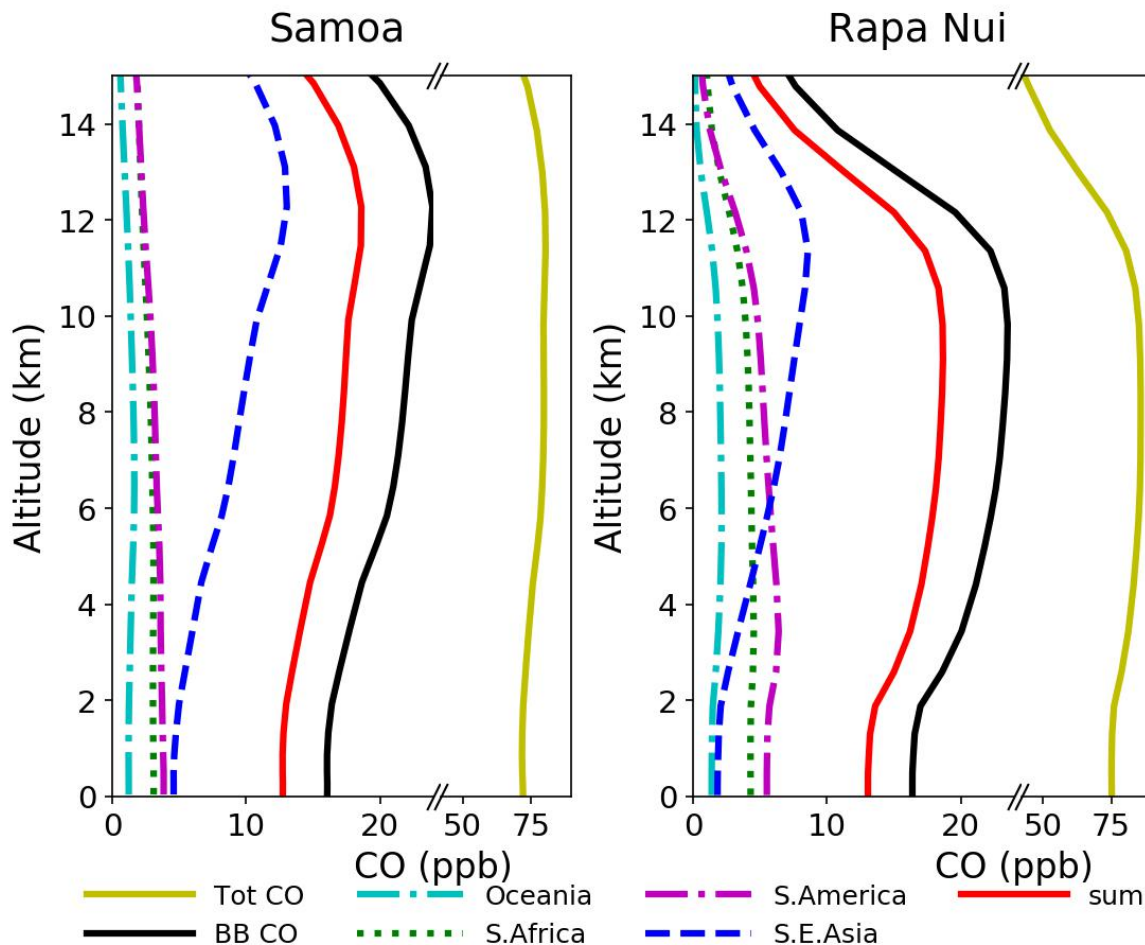 Samoa
Rapa Nui
Altitude (km)
14
12
10
8
6
4
2
0
0 10 20 50 75
CO (ppb)
Altitude (km)
14
12
10
8
6
4
2
0
0 10 20 50 75
CO (ppb)
Tot CO Oceania S.America sum
BB CO S.Africa S.E.Asia